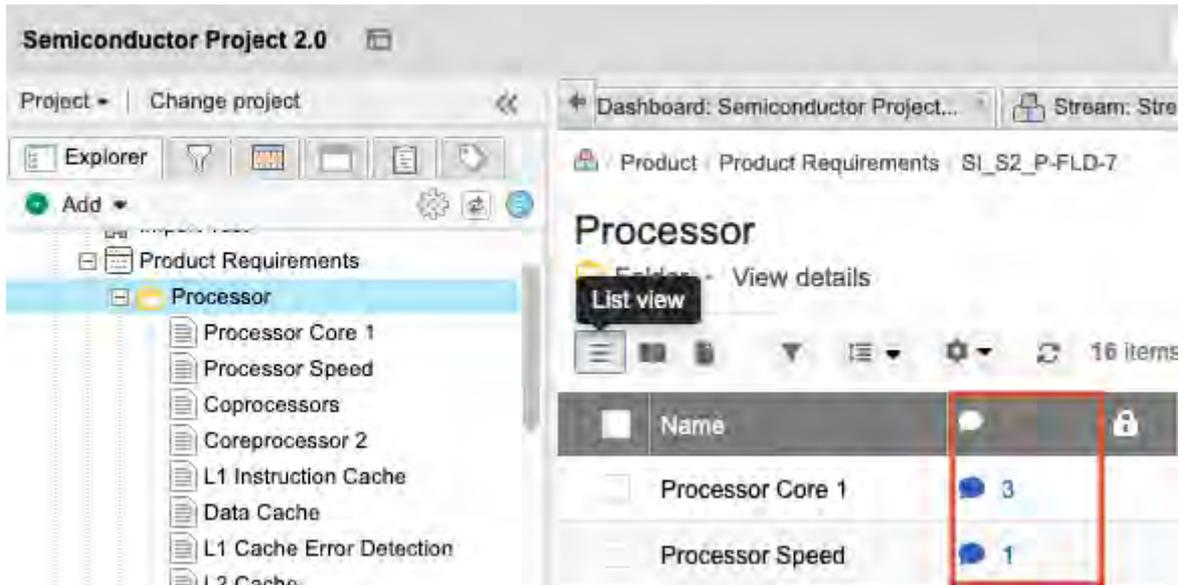 Semiconductor Project 2.0
Project | Change project
Explorer
Add
Product Requirements
Processor
Processor Core 1
Processor Speed
Coprocessors
Coreprocessor 2
L1 Instruction Cache
Data Cache
L1 Cache Error Detection
L2 Cache
Dashboard: Semiconductor Project... Stream: Stre
Product Product Requirements SI_S2_P-FLD-7
Processor
Folder - View details
List view
16 items
Name
Processor Core 1 3
Processor Speed 1